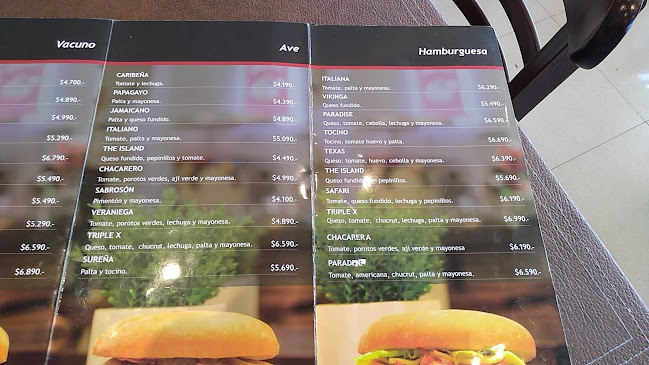 Vacuno
$4.700.-
$4.890.-
$4.990.-
$5.290.-
$6.790.-
$5.490.-
$5.490.-
$5.290.-
$6.590.-
$6.890.-
Ave
CARIBEÑA
Tomate y lechuga. $4.190.-
PAPAGAYO
Palta y mayonesa. $4.390.-
JAMAICANO
Palta y queso fundido. $4.890.-
ITALIANO
Tomate, palta y mayonesa. $5.090.-
THE ISLAND
Queso fundido, pepinillos y tomate. $4.490.-
CHACARERO
Tomate, porotos verdes, ají verde y mayonesa. $4.990.-
SABROSÓN
Pimentón y mayonesa. $4.100.-
VERANIEGA
Tomate, porotos verdes, lechuga y mayonesa. $4.890.-
TRIPLE X
Queso, tomate, chucrut, lechuga, palta y mayonesa. $6.590.-
SUREÑA
Palta y tocino. $5.690.-
Hamburguesa
ITALIANA
Tomate, palta y mayonesa. $6.290.-
VIKINGA
Queso fundido. $5.490.-
PARADISE
Queso, tomate, cebolla, lechuga y mayonesa. $4.590.-
TOCINO
Tocino, tomate huevo y palta. $6.690.-
TEXAS
Queso, tomate, huevo, cebolla y mayonesa. $6.390.-
THE ISLAND
Queso fundido con pepinillos. $5.690.-
SAFARI
Tomate, queso fundido, lechuga y pepinillos. $6.190.-
TRIPLE X
Queso, tomate, chucrut, lechuga, palta y mayonesa. $6.990.-
CHACARERA
Tomate, porotos verdes, ají verde y mayonesa $6.190.-
Tomate, americana, chucrut, palta y mayonesa. $6.590.-